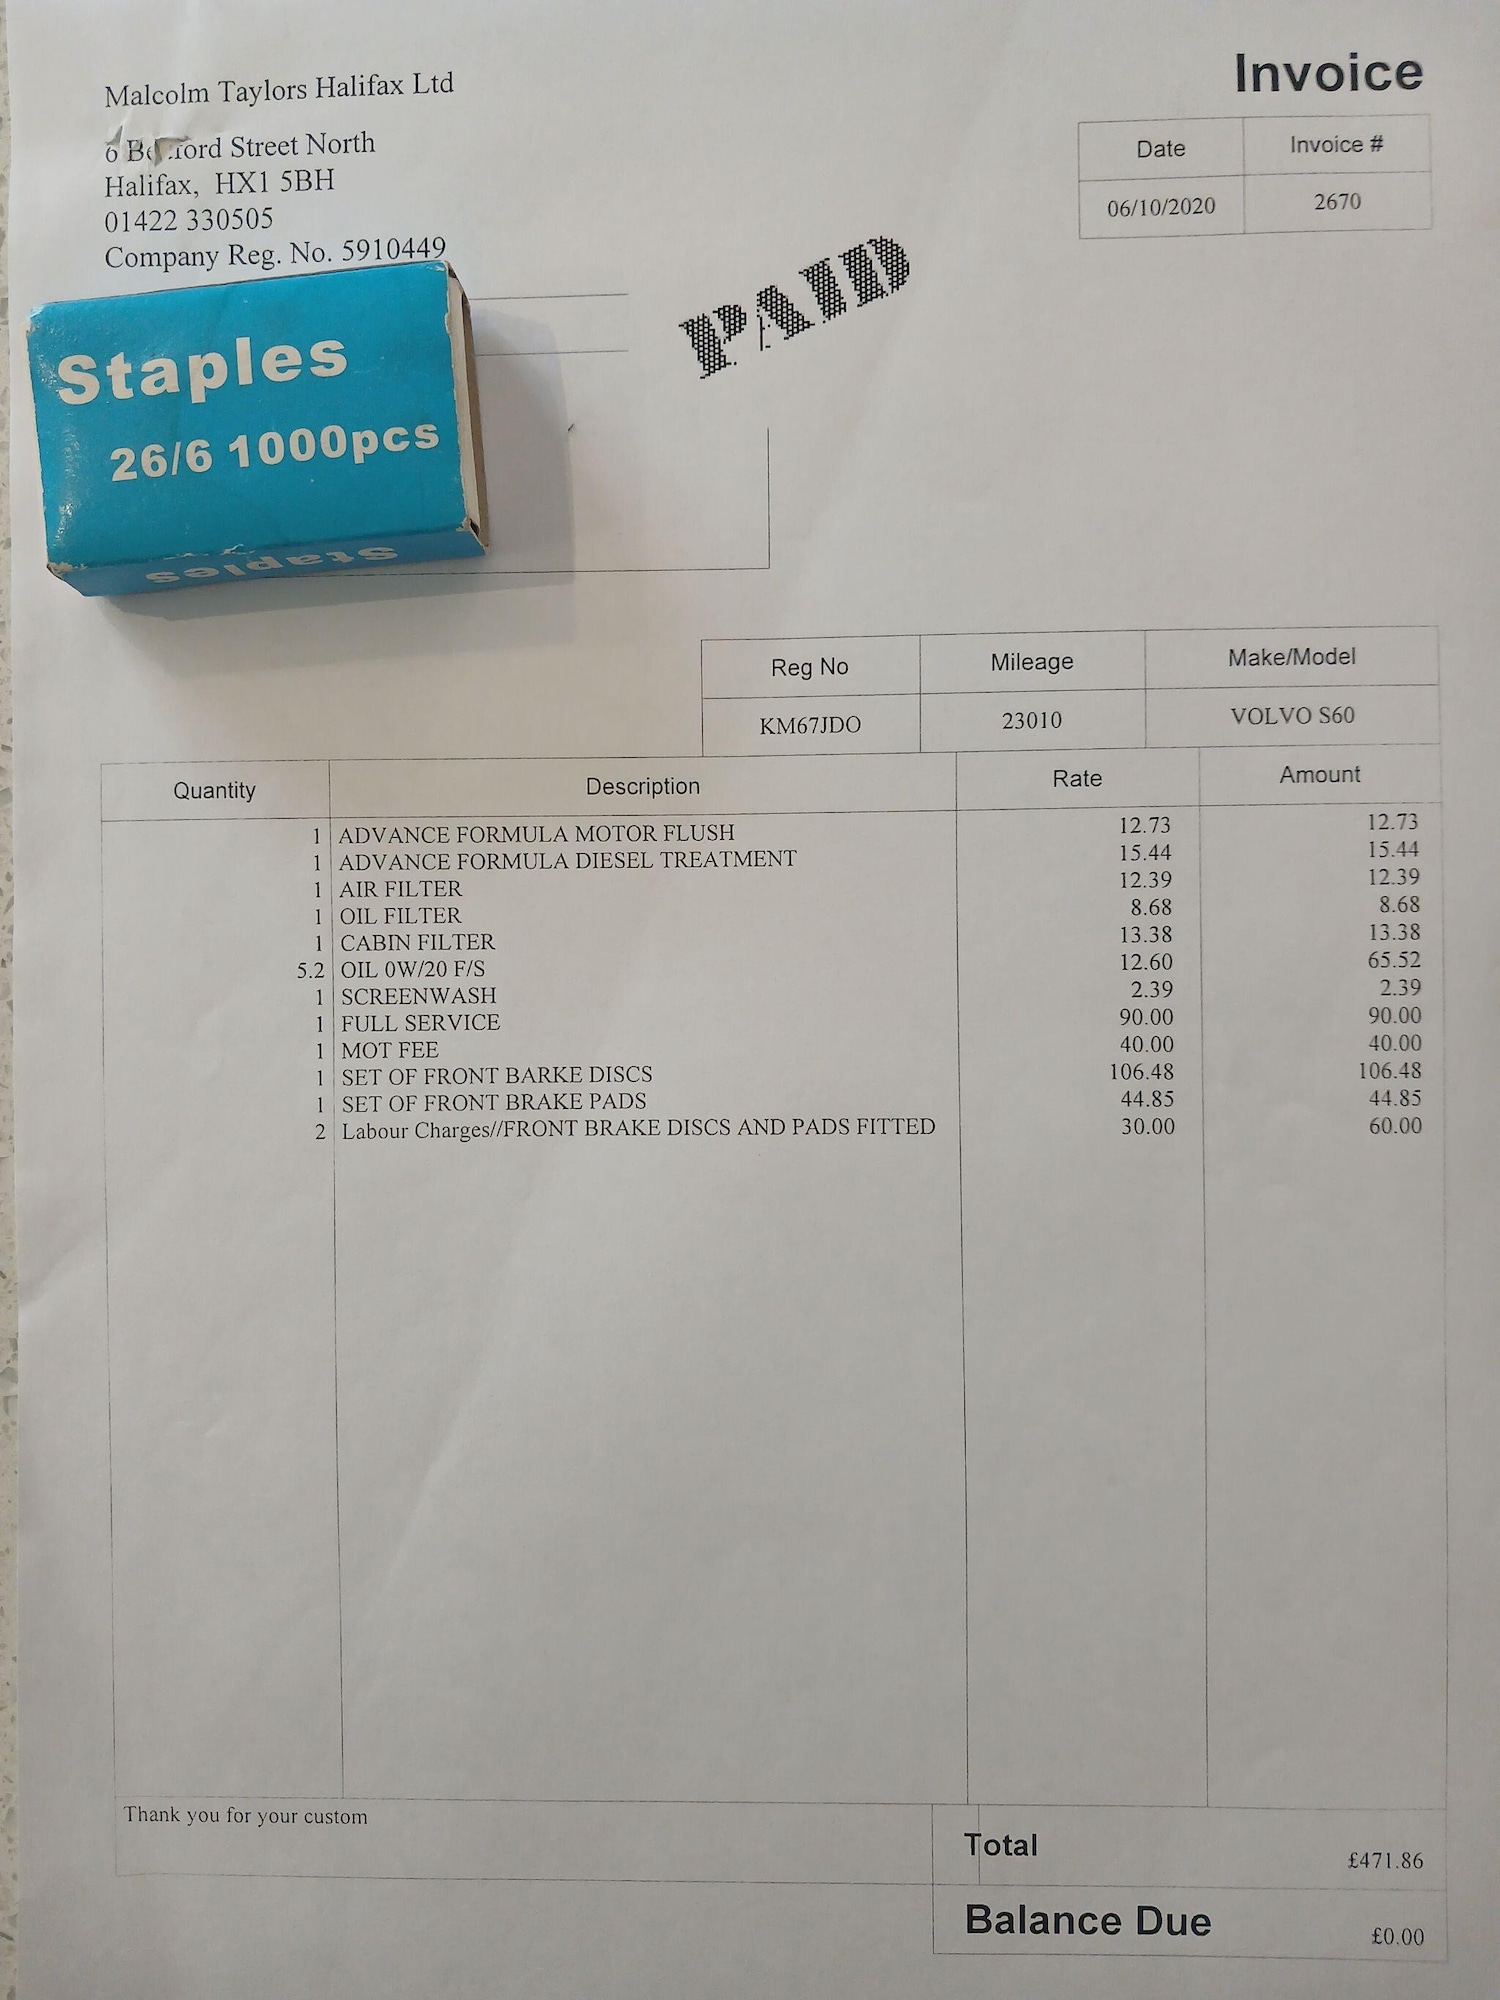 Malcolm Taylors Halifax Ltd
Invoice
6 Street North
Halifax, HX1 5BH
01422 330505
Company Reg. No. 5910449
Date Invoice #
06/10/2020 2670
PAID
Staples
26/6 1000pcs
Staples
Reg No Mileage Make/Model
KM67JDO 23010 VOLVO S60
Quantity Description Rate Amount
1 ADVANCE FORMULA MOTOR FLUSH 12.73 12.73
1 ADVANCE FORMULA DIESEL TREATMENT 15.44 15.44
1 AIR FILTER 12.39 12.39
1 OIL FILTER 8.68 8.68
1 CABIN FILTER 13.38 13.38
5.2 OIL 0W/20 F/S 12.60 65.52
1 SCREENWASH 2.39 2.39
1 FULL SERVICE 90.00 90.00
1 MOT FEE 40.00 40.00
1 SET OF FRONT BARKE DISCS 106.48 106.48
1 SET OF FRONT BRAKE PADS 44.85 44.85
2 Labour Charges//FRONT BRAKE DISCS AND PADS FITTED 30.00 60.00
Thank you for your custom
Total £471.86
Balance Due £0.00